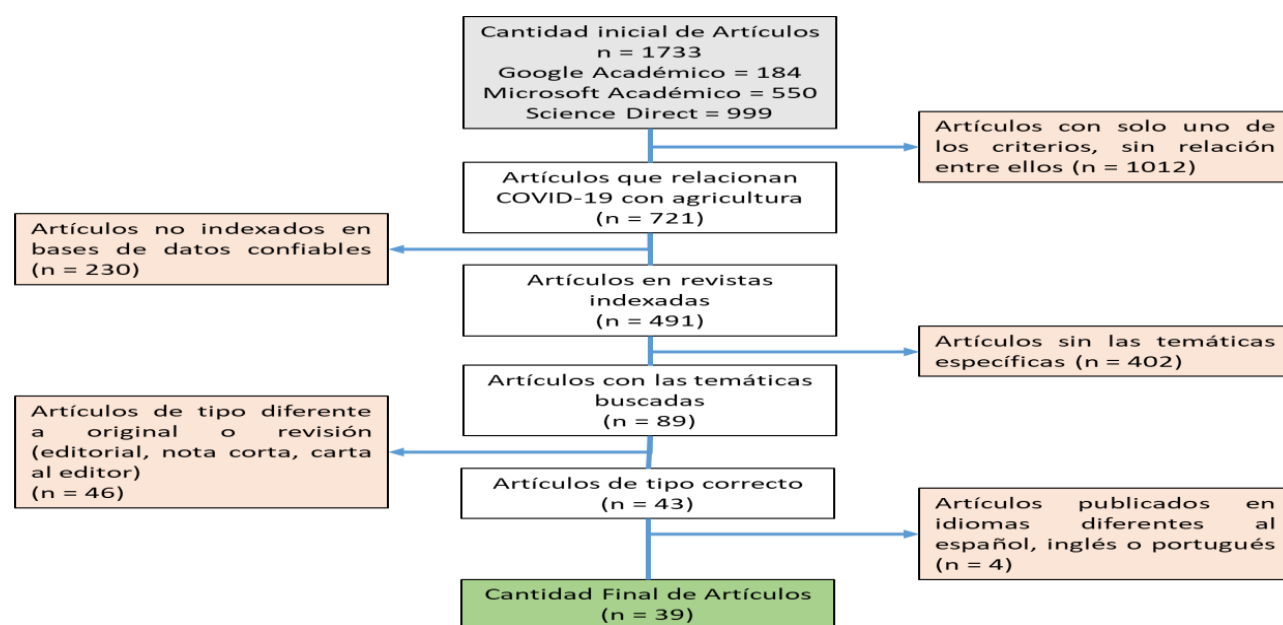 Cantidad inicial de Artículos
n = 1733
Google Académico = 184
Microsoft Académico = 550
Science Direct = 999
Artículos con solo uno de
los criterios, sin relación
entre ellos (n = 1012)
Artículos que relacionan
COVID-19 con agricultura
(n = 721)
Artículos no indexados en
bases de datos confiables
(n = 230)
Artículos en revistas
indexadas
(n = 491)
Artículos sin las temáticas
específicas (n = 402)
Artículos con las temáticas
buscadas
(n = 89)
Artículos de tipo diferente
a original o revisión
(editorial, nota corta, carta
al editor)
(n = 46)
Artículos de tipo correcto
(n = 43)
Artículos publicados en
idiomas diferentes al
español, inglés o portugués
(n = 4)
Cantidad Final de Artículos
(n = 39)